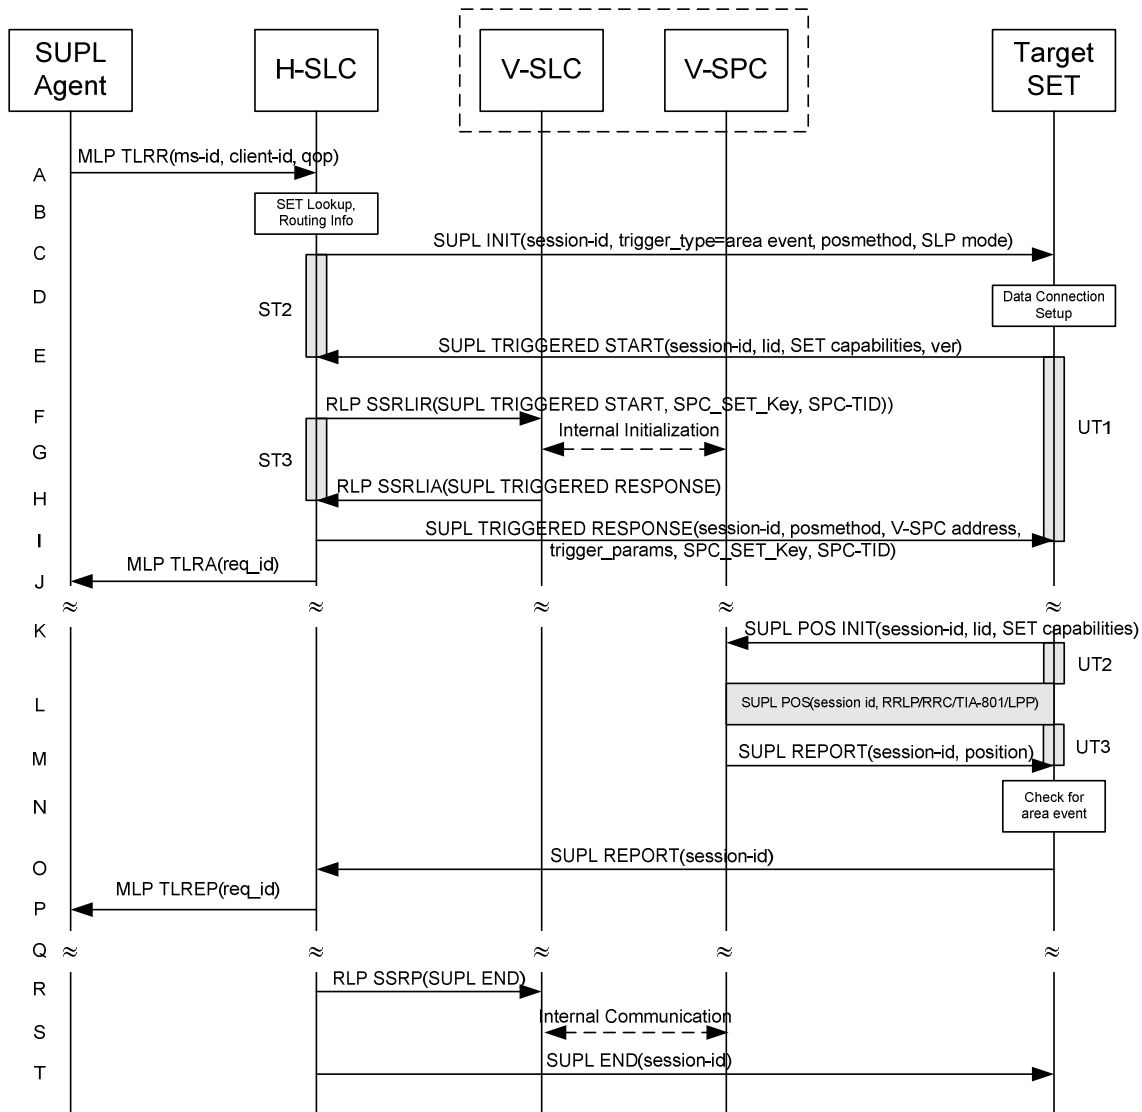 SUPL
Agent
H-SLC
V-SLC
V-SPC
Target
SET
A
MLP TLRR(ms-id, client-id, qop)
B
SET Lookup,
Routing Info
C
SUPL INIT(session-id, trigger_type=area event, posmethod, SLP mode)
D
ST2
Data Connection
Setup
E
SUPL TRIGGERED START(session-id, lid, SET capabilities, ver)
F
RLP SSRLIR(SUPL TRIGGERED START, SPC_SET_Key, SPC-TID))
UT1
G
ST3
Internal Initialization
H
RLP SSRLIA(SUPL TRIGGERED RESPONSE)
I
SUPL TRIGGERED RESPONSE(session-id, posmethod, V-SPC address,
trigger_params, SPC_SET_Key, SPC-TID)
J
MLP TLRA(req_id)
≈ ≈ ≈ ≈ ≈
K
SUPL POS INIT(session-id, lid, SET capabilities)
UT2
L
SUPL POS(session id, RRLP/RRC/TIA-801/LPP)
M
SUPL REPORT(session-id, position)
UT3
N
Check for
area event
O
SUPL REPORT(session-id)
P
MLP TLREP(req_id)
Q
≈ ≈ ≈ ≈ ≈
R
RLP SSRP(SUPL END)
S
Internal Communication
T
SUPL END(session-id)